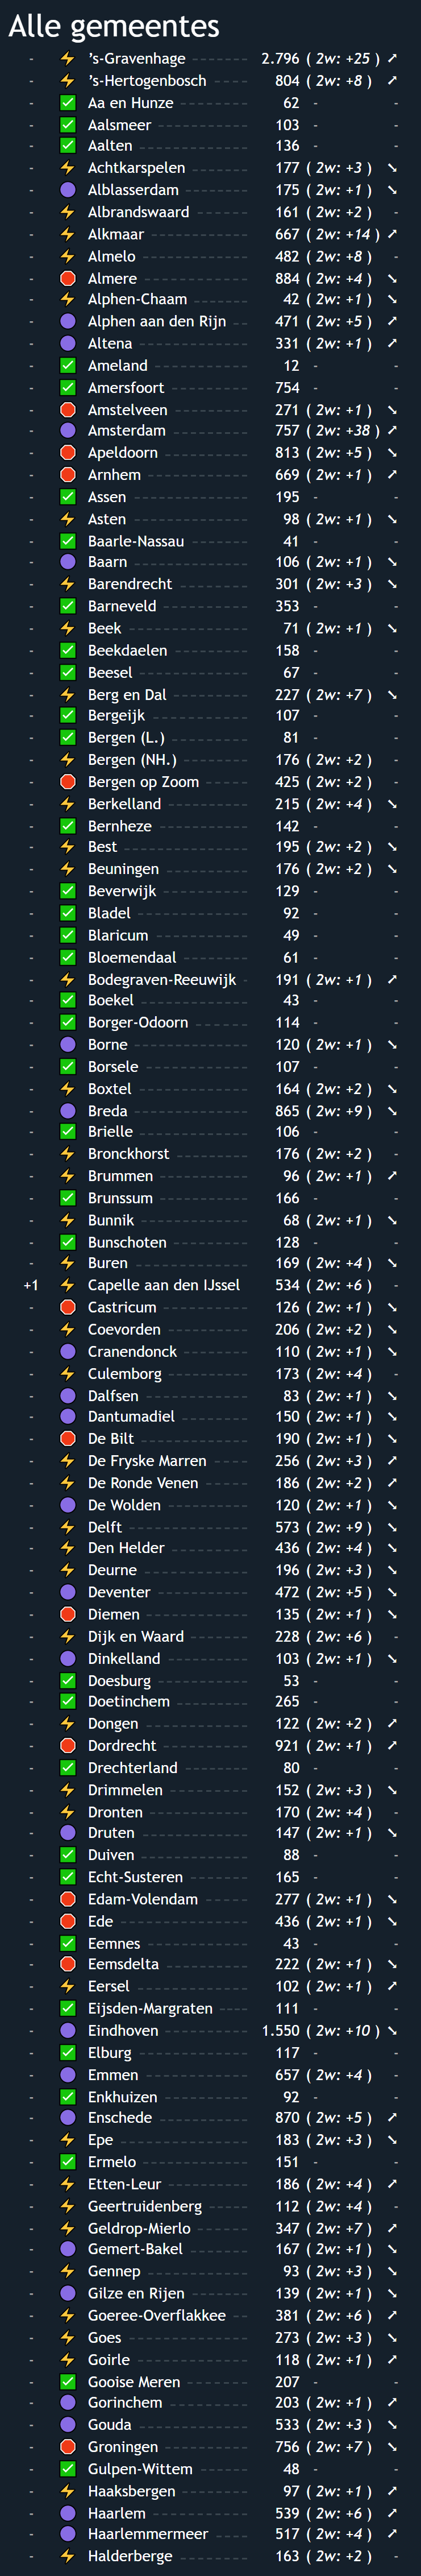 Alle gemeentes
- ⚡ 's-Gravenhage 2.796 ( 2w: +25 ) ➚
- ⚡ 's-Hertogenbosch 804 ( 2w: +8 ) ➚
- ✅ Aa en Hunze 62 - -
- ✅ Aalsmeer 103 - -
- ✅ Aalten 136 - -
- ⚡ Achtkarspelen 177 ( 2w: +3 ) ➘
- 🟣 Alblasserdam 175 ( 2w: +1 ) ➘
- ⚡ Albrandswaard 161 ( 2w: +2 ) -
- ⚡ Alkmaar 667 ( 2w: +14 ) ➚
- ⚡ Almelo 482 ( 2w: +8 ) -
- 🛑 Almere 884 ( 2w: +4 ) ➘
- ⚡ Alphen-Chaam 42 ( 2w: +1 ) ➘
- 🟣 Alphen aan den Rijn 471 ( 2w: +5 ) ➚
- 🟣 Altena 331 ( 2w: +1 ) ➚
- ✅ Ameland 12 - -
- ✅ Amersfoort 754 - -
- 🛑 Amstelveen 271 ( 2w: +1 ) ➘
- 🟣 Amsterdam 757 ( 2w: +38 ) ➚
- 🛑 Apeldoorn 813 ( 2w: +5 ) ➘
- 🛑 Arnhem 669 ( 2w: +1 ) ➚
- ✅ Assen 195 - -
- ⚡ Asten 98 ( 2w: +1 ) ➘
- ✅ Baarle-Nassau 41 - -
- 🟣 Baarn 106 ( 2w: +1 ) ➘
- ⚡ Barendrecht 301 ( 2w: +3 ) ➘
- ✅ Barneveld 353 - -
- ⚡ Beek 71 ( 2w: +1 ) ➘
- ✅ Beekdaelen 158 - -
- ✅ Beesel 67 - -
- ⚡ Berg en Dal 227 ( 2w: +7 ) ➘
- ✅ Bergeijk 107 - -
- ✅ Bergen (L.) 81 - -
- ⚡ Bergen (NH.) 176 ( 2w: +2 ) -
- 🛑 Bergen op Zoom 425 ( 2w: +2 ) -
- ⚡ Berkelland 215 ( 2w: +4 ) ➘
- ✅ Bernheze 142 - -
- ⚡ Best 195 ( 2w: +2 ) ➘
- ⚡ Beuningen 176 ( 2w: +2 ) ➘
- ✅ Beverwijk 129 - -
- ✅ Bladel 92 - -
- ✅ Blaricum 49 - -
- ✅ Bloemendaal 61 - -
- ⚡ Bodegraven-Reeuwijk 191 ( 2w: +1 ) ➚
- ✅ Boekel 43 - -
- ✅ Borger-Odoorn 114 - -
- 🟣 Borne 120 ( 2w: +1 ) ➘
- ✅ Borsele 107 - -
- ⚡ Boxtel 164 ( 2w: +2 ) ➘
- 🟣 Breda 865 ( 2w: +9 ) ➘
- ✅ Brielle 106 - -
- ⚡ Bronckhorst 176 ( 2w: +2 ) -
- ⚡ Brummen 96 ( 2w: +1 ) ➚
- ✅ Brunssum 166 - -
- ⚡ Bunnik 68 ( 2w: +1 ) ➘
- ✅ Bunschoten 128 - -
- ⚡ Buren 169 ( 2w: +4 ) ➘
+1 ⚡ Capelle aan den IJssel 534 ( 2w: +6 ) -
- 🛑 Castricum 126 ( 2w: +1 ) ➘
- ⚡ Coevorden 206 ( 2w: +2 ) ➘
- 🟣 Cranendonck 110 ( 2w: +1 ) ➘
- ⚡ Culemborg 173 ( 2w: +4 ) -
- 🟣 Dalfsen 83 ( 2w: +1 ) ➘
- 🟣 Dantumadiel 150 ( 2w: +1 ) ➘
- 🛑 De Bilt 190 ( 2w: +1 ) ➘
- ⚡ De Fryske Marren 256 ( 2w: +3 ) ➚
- ⚡ De Ronde Venen 186 ( 2w: +2 ) ➚
- 🟣 De Wolden 120 ( 2w: +1 ) ➘
- ⚡ Delft 573 ( 2w: +9 ) ➘
- ⚡ Den Helder 436 ( 2w: +4 ) ➘
- ⚡ Deurne 196 ( 2w: +3 ) ➘
- 🟣 Deventer 472 ( 2w: +5 ) ➘
- 🛑 Diemen 135 ( 2w: +1 ) ➘
- ⚡ Dijk en Waard 228 ( 2w: +6 ) -
- 🟣 Dinkelland 103 ( 2w: +1 ) ➘
- ✅ Doesburg 53 - -
- ✅ Doetinchem 265 - -
- ⚡ Dongen 122 ( 2w: +2 ) ➚
- 🛑 Dordrecht 921 ( 2w: +1 ) ➚
- ✅ Drechterland 80 - -
- ⚡ Drimmelen 152 ( 2w: +3 ) ➘
- ⚡ Dronten 170 ( 2w: +4 ) -
- 🟣 Druten 147 ( 2w: +1 ) ➘
- ✅ Duiven 88 - -
- ✅ Echt-Susteren 165 - -
- 🛑 Edam-Volendam 277 ( 2w: +1 ) ➘
- 🛑 Ede 436 ( 2w: +1 ) ➘
- ✅ Eemnes 43 - -
- 🛑 Eemsdelta 222 ( 2w: +1 ) ➘
- ⚡ Eersel 102 ( 2w: +1 ) ➚
- ✅ Eijsden-Margraten 111 - -
- 🟣 Eindhoven 1.550 ( 2w: +10 ) ➘
- ✅ Elburg 117 - -
- 🟣 Emmen 657 ( 2w: +4 ) -
- ✅ Enkhuizen 92 - -
- 🟣 Enschede 870 ( 2w: +5 ) ➚
- ⚡ Epe 183 ( 2w: +3 ) ➘
- ✅ Ermelo 151 - -
- ⚡ Etten-Leur 186 ( 2w: +4 ) ➚
- ⚡ Geertruidenberg 112 ( 2w: +4 ) -
- ⚡ Geldrop-Mierlo 347 ( 2w: +7 ) ➚
- 🟣 Gemert-Bakel 167 ( 2w: +1 ) ➘
- ⚡ Gennep 93 ( 2w: +3 ) ➘
- 🟣 Gilze en Rijen 139 ( 2w: +1 ) ➘
- ⚡ Goeree-Overflakkee 381 ( 2w: +6 ) ➚
- ⚡ Goes 273 ( 2w: +3 ) ➘
- ⚡ Goirle 118 ( 2w: +1 ) ➚
- ✅ Gooise Meren 207 - -
- 🟣 Gorinchem 203 ( 2w: +1 ) ➚
- 🟣 Gouda 533 ( 2w: +3 ) ➘
- 🛑 Groningen 756 ( 2w: +7 ) ➘
- ✅ Gulpen-Wittem 48 - -
- ⚡ Haaksbergen 97 ( 2w: +1 ) ➚
- 🟣 Haarlem 539 ( 2w: +6 ) ➚
- 🟣 Haarlemmermeer 517 ( 2w: +4 ) ➚
- ⚡ Halderberge 163 ( 2w: +2 ) -